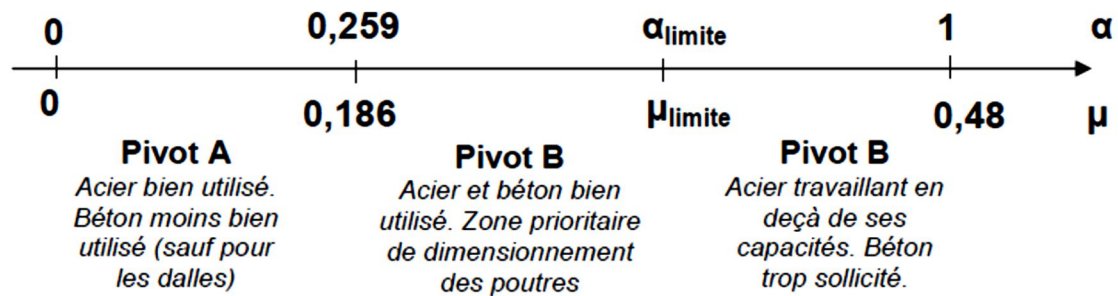 0 0,259 αlimite 1 α
0 0,186 μlimite 0,48 μ
Pivot A
Acier bien utilisé.
Béton moins bien
utilisé (sauf pour
les dalles)
Pivot B
Acier et béton bien
utilisé. Zone prioritaire
de dimensionnement
des poutres
Pivot B
Acier travaillant en
deçà de ses
capacités. Béton
trop sollicité.